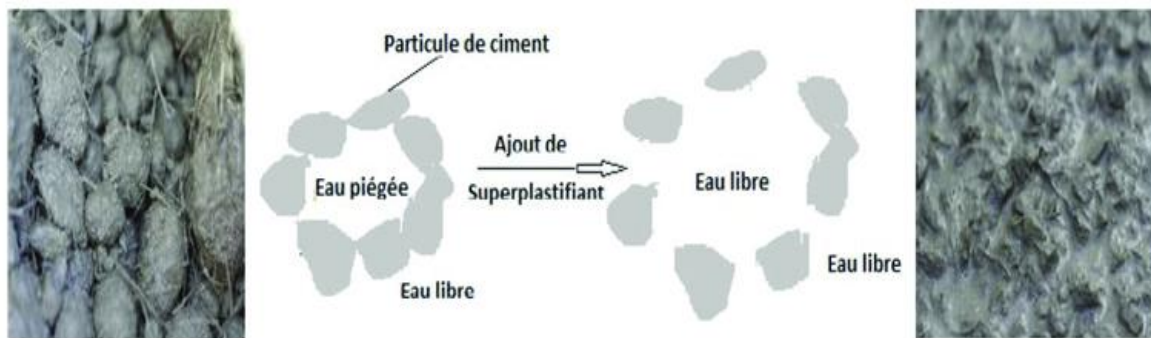 Particule de ciment
Eau piégée
Eau libre
Ajout de
Superplastifiant
Eau libre
Eau libre